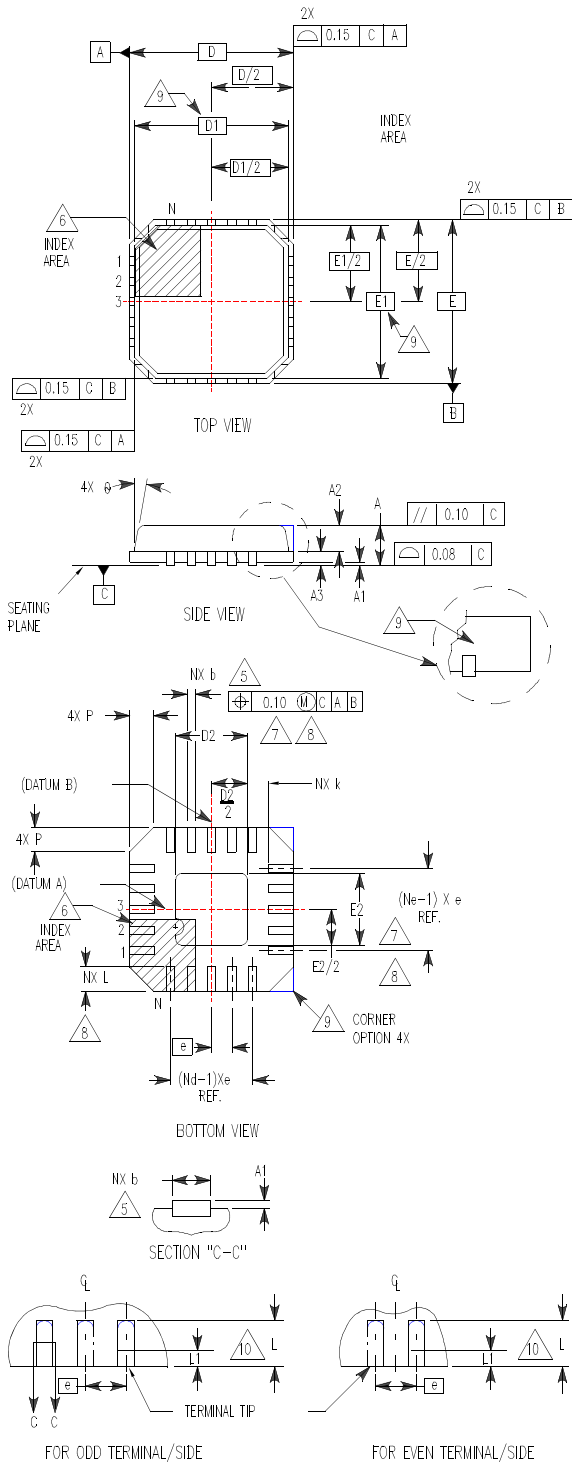 2X
A
D
0.15 C A
D/2
9
D1
INDEX
AREA
D1/2
2X
0.15 C B
N
6
INDEX
AREA
1
2
3
E1/2
E/2
E1
E
9
0.15 C B
2X
B
0.15 C A
2X
TOP VIEW
4X θ
A2
A
// 0.10 C
0.08 C
C
A3
A1
SEATING
PLANE
SIDE VIEW
9
NX b
5
0.10 M C A B
4X P
D2
7
8
(DATUM B)
D2
2
NX k
4X P
(DATUM A)
6
INDEX
AREA
3
2
1
E2
(Ne-1) X e
REF.
7
E2/2
NX L
8
8
N
9
CORNER
OPTION 4X
e
(Nd-1)Xe
REF.
BOTTOM VIEW
NX b
A1
5
SECTION "C-C"
CL
CL
L
10
L1
L
10
L1
e
e
TERMINAL TIP
C C
FOR ODD TERMINAL/SIDE
FOR EVEN TERMINAL/SIDE